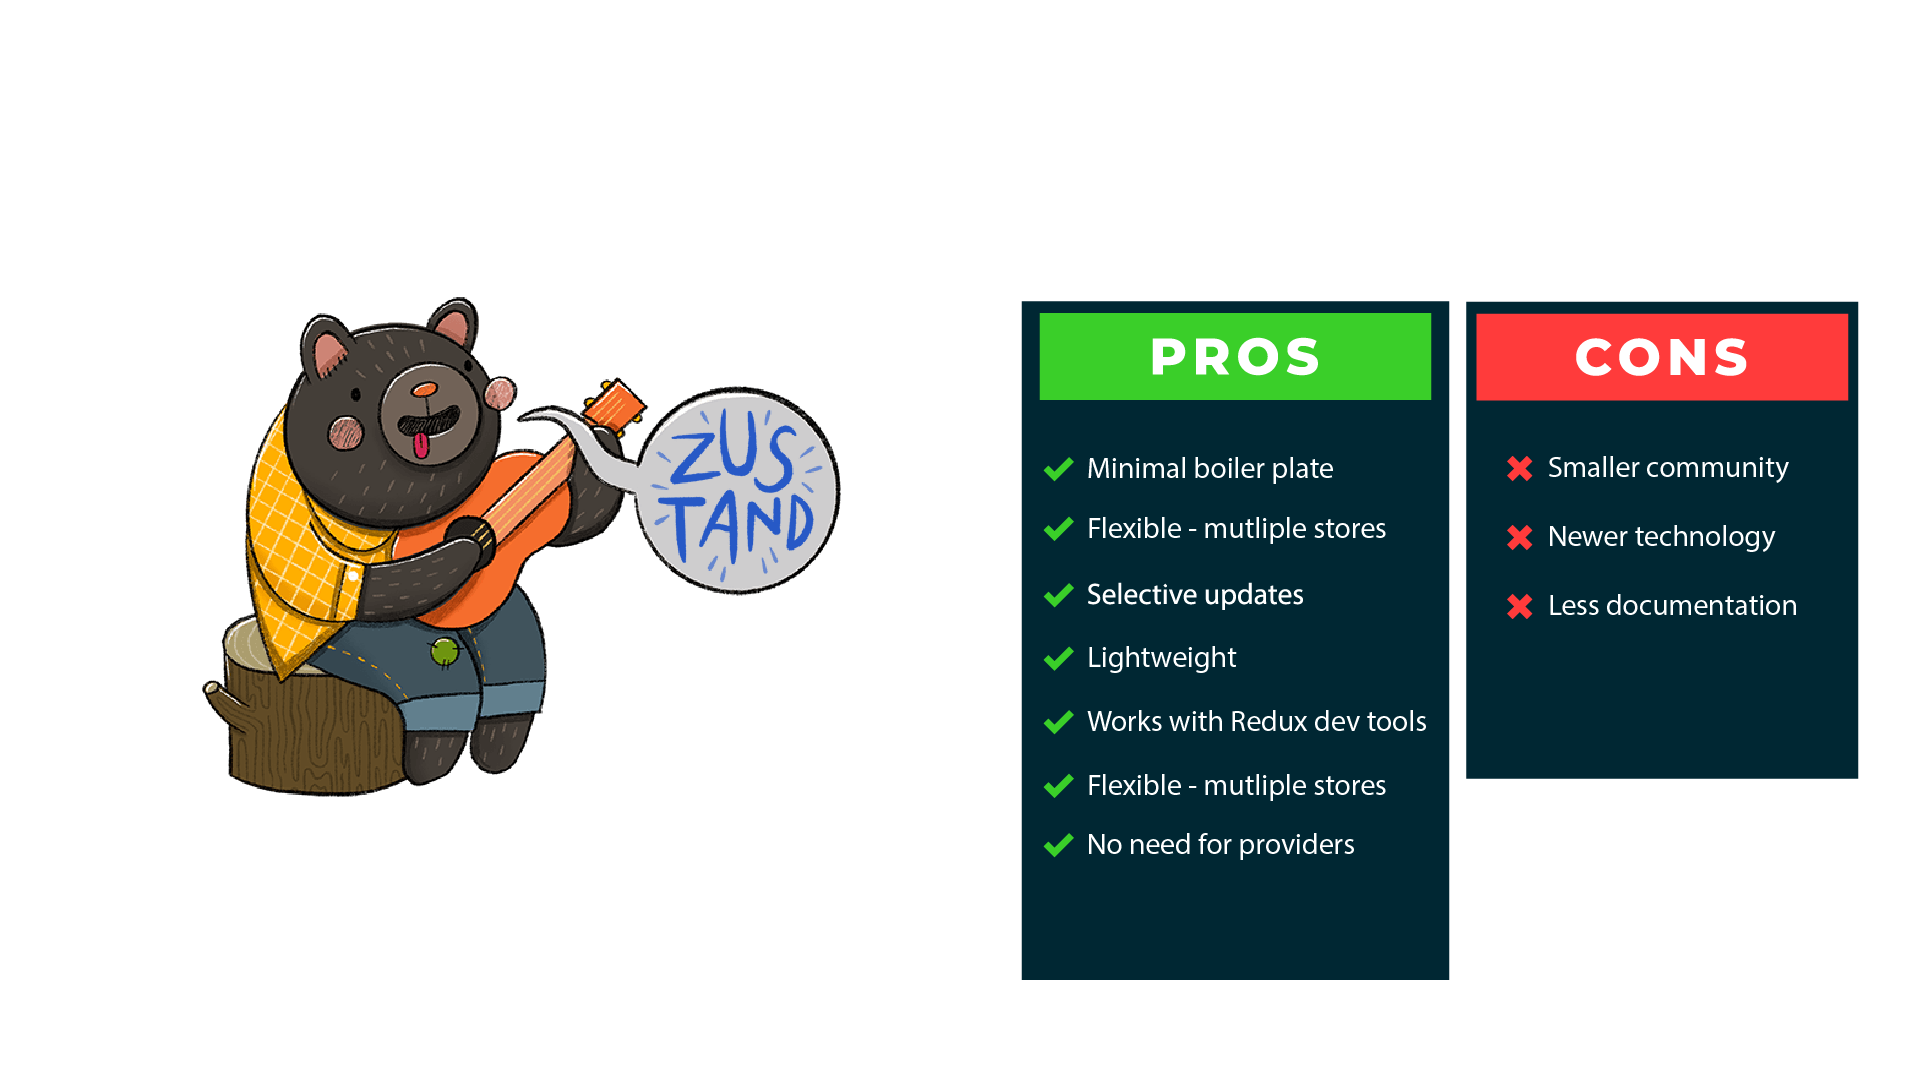 ZUS
TAND
PROS
Minimal boiler plate
Flexible - mutliple stores
Selective updates
Lightweight
Works with Redux dev tools
Flexible - mutliple stores
No need for providers
CONS
Smaller community
Newer technology
Less documentation